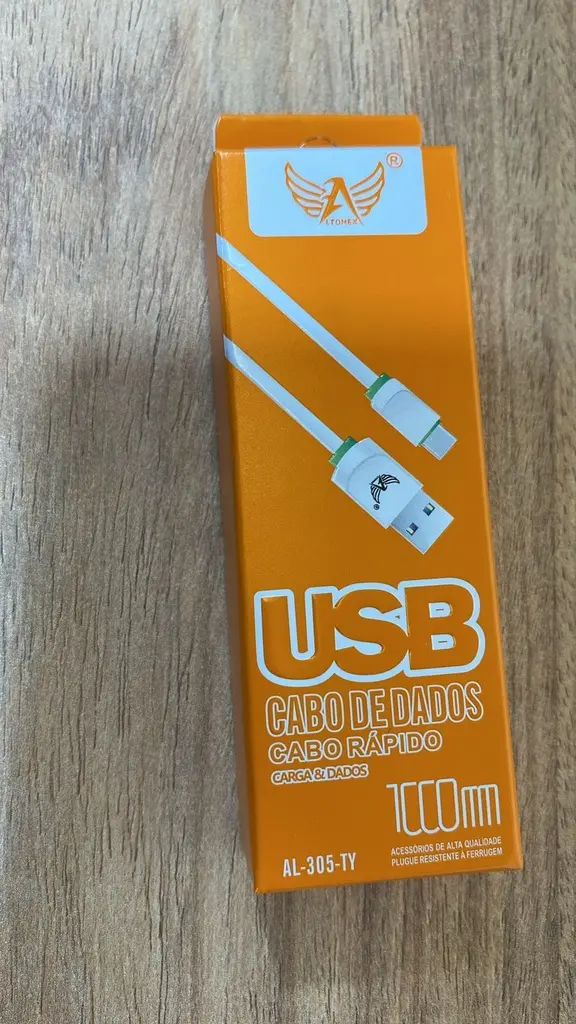 ®
ALTOMEX
®
USB
CABO DE DADOS
CABO RÁPIDO
CARGA & DADOS
1000mm
ACESSÓRIOS DE ALTA QUALIDADE
PLUGUE RESISTENTE À FERRUGEM
AL-305-TY